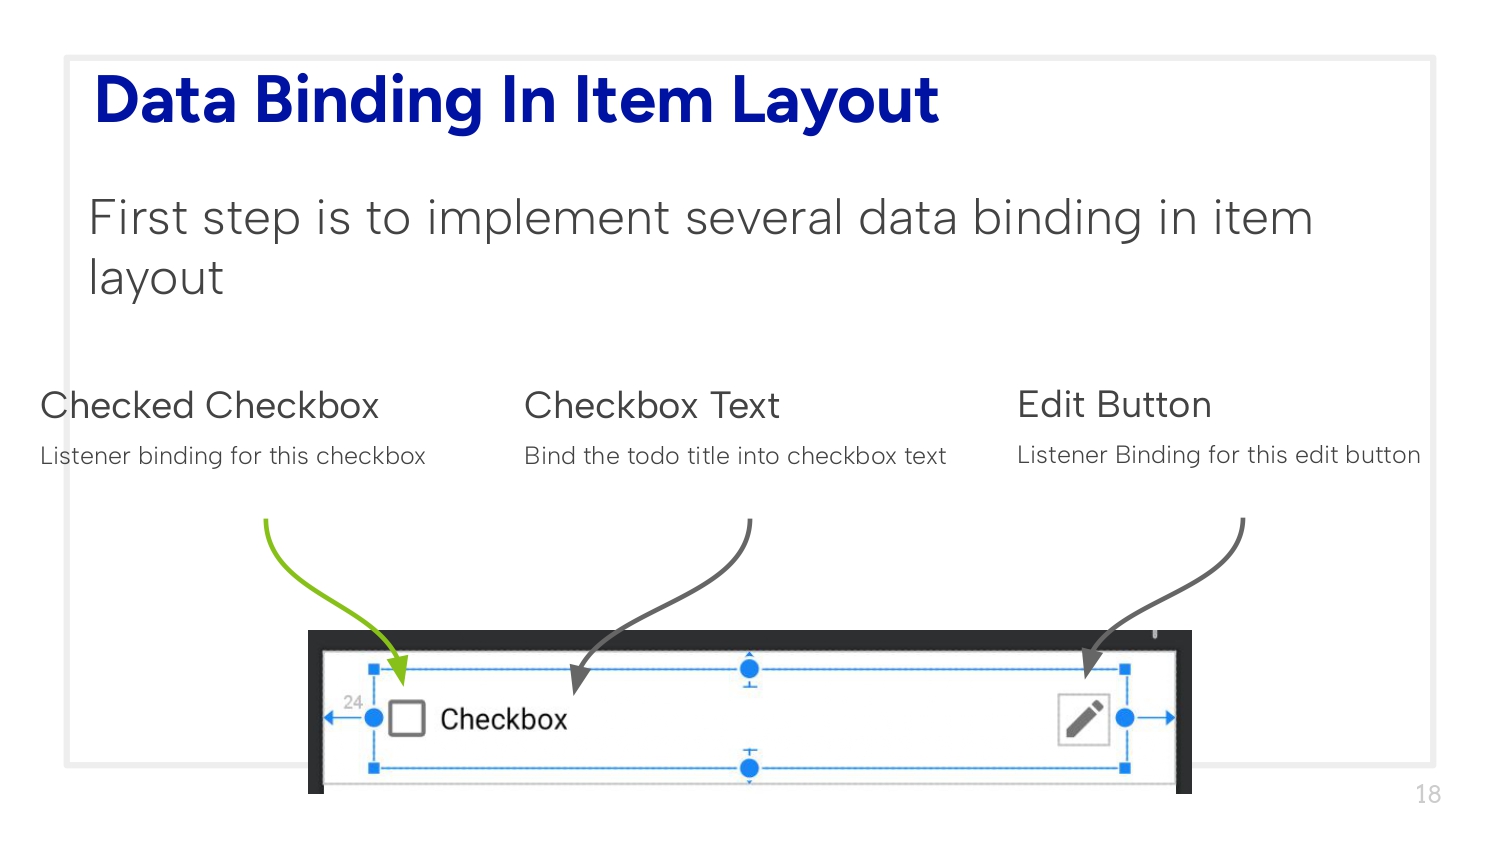 Data Binding In Item Layout
First step is to implement several data binding in item
layout
Checked Checkbox
Listener binding for this checkbox
Checkbox Text
Bind the todo title into checkbox text
Edit Button
Listener Binding for this edit button
24
Checkbox
18